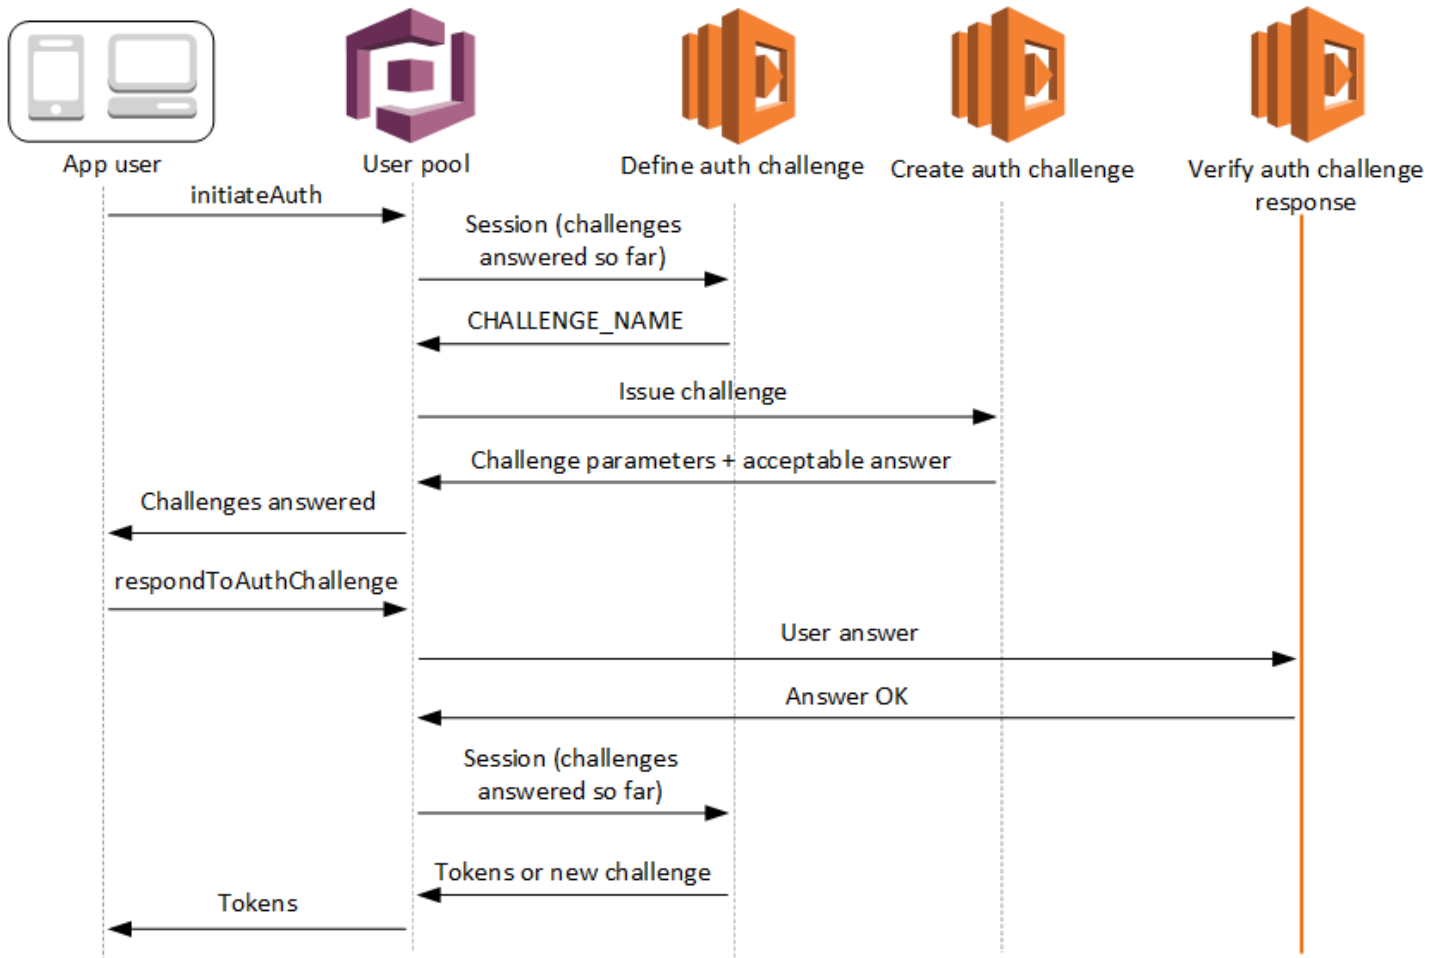 App user
User pool
Define auth challenge
Create auth challenge
Verify auth challenge
response
initiateAuth
Session (challenges
answered so far)
CHALLENGE_NAME
Issue challenge
Challenge parameters + acceptable answer
Challenges answered
respondToAuthChallenge
User answer
Answer OK
Session (challenges
answered so far)
Tokens or new challenge
Tokens